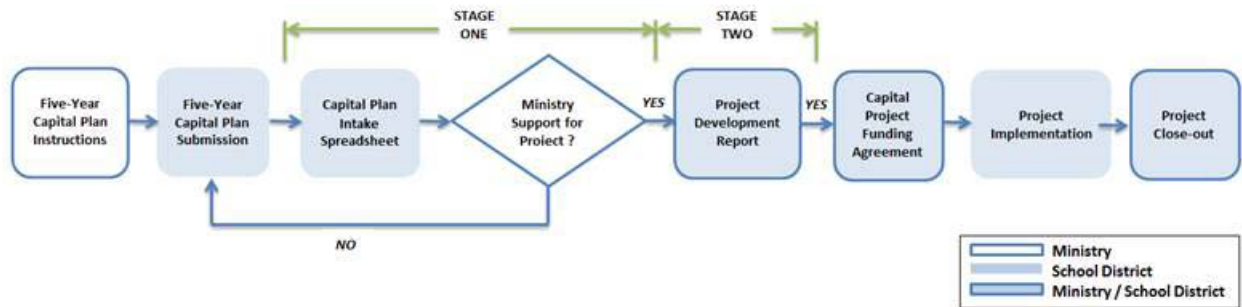 STAGE
ONE
STAGE
TWO
Five-Year
Capital Plan
Instructions
Five-Year
Capital Plan
Submission
Capital Plan
Intake
Spreadsheet
Ministry
Support for
Project ?
YES
Project
Development
Report
YES
Capital
Project
Funding
Agreement
Project
Implementation
Project
Close-out
NO
Ministry
School District
Ministry / School District